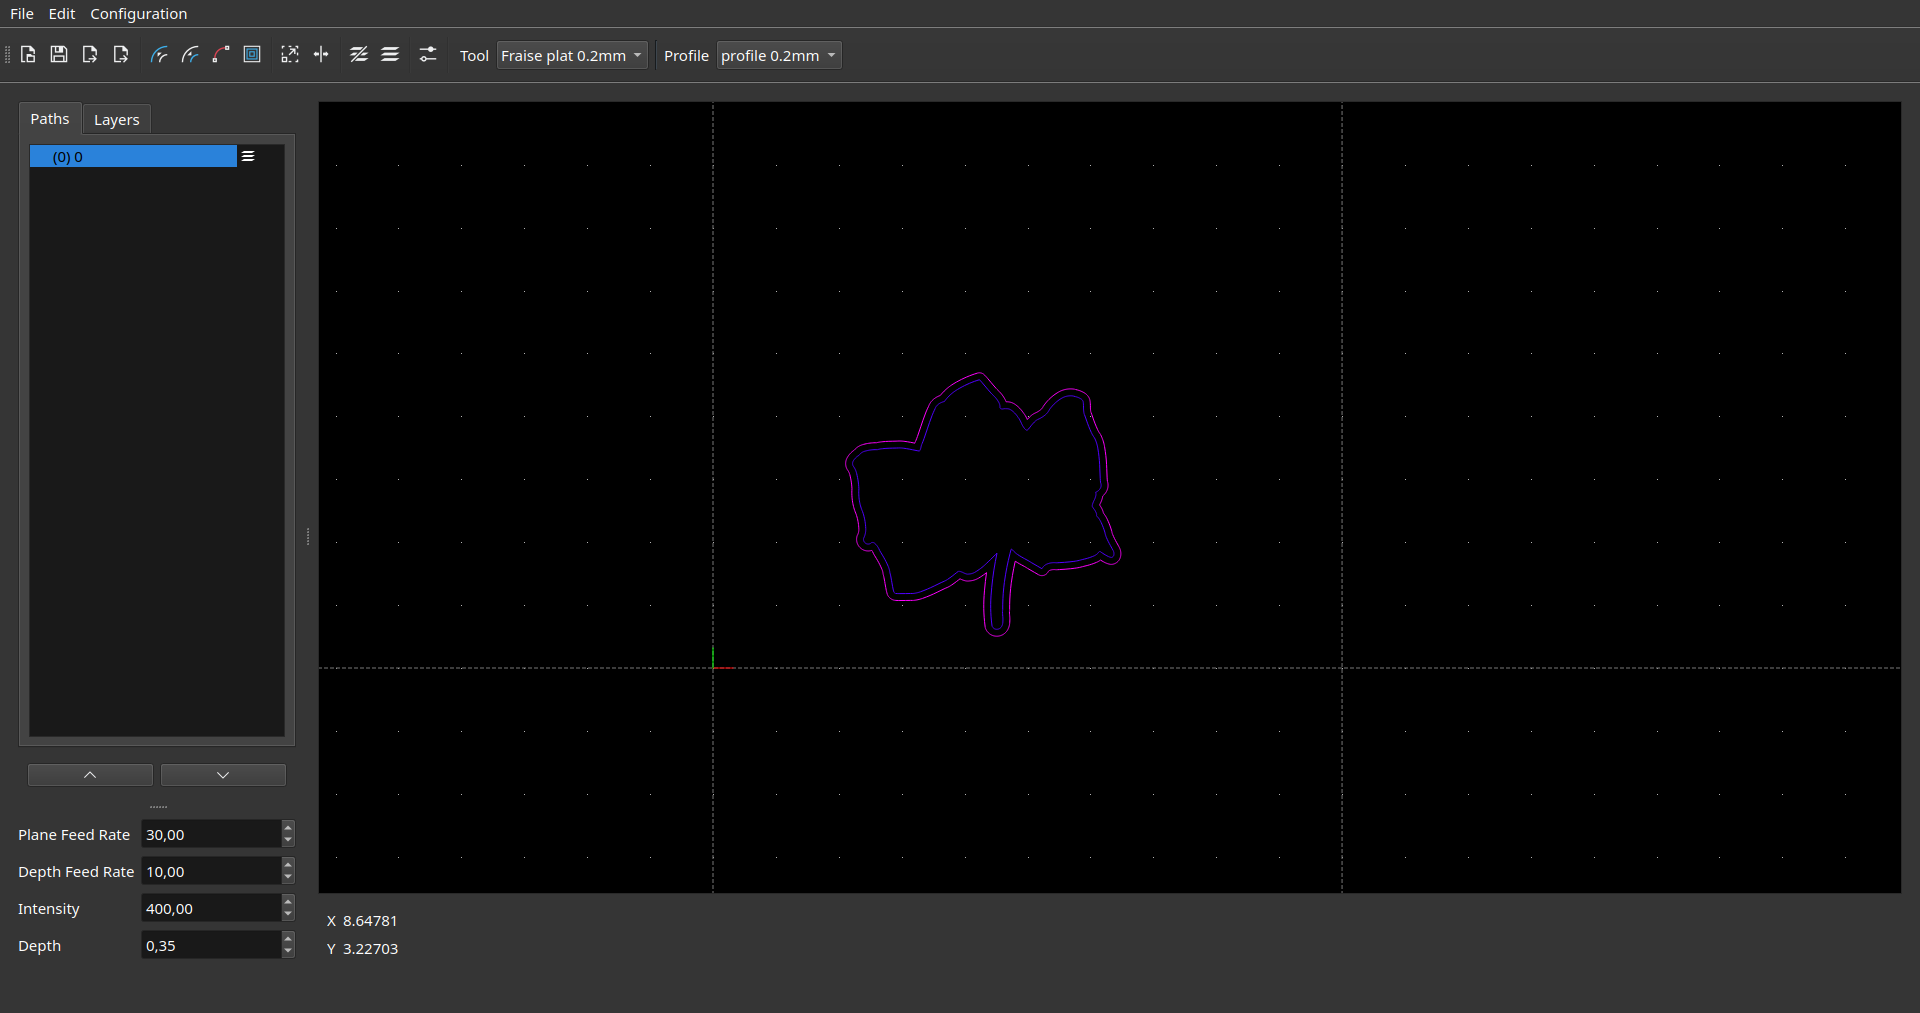 File Edit Configuration
Tool Fraise plat 0.2mm Profile profile 0.2mm
Paths Layers
(0) 0
Plane Feed Rate 30,00
Depth Feed Rate 10,00
Intensity 400,00
Depth 0,35
X 8.64781
Y 3.22703